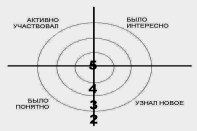 АКТИВНО
УЧАСТВОВАЛ
БЫЛО
ИНТЕРЕСНО
5
4
3
2
БЫЛО
ПОНЯТНО
УЗНАЛ НОВОЕ